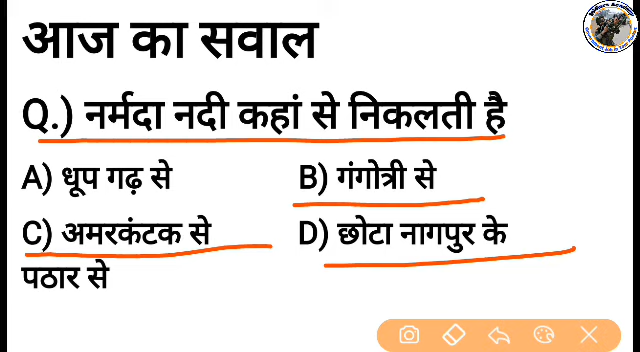 आज का सवाल
Q.) नर्मदा नदी कहां से निकलती है
A) धूप गढ़ से B) गंगोत्री से
C) अमरकंटक से D) छोटा नागपुर के
पठार से